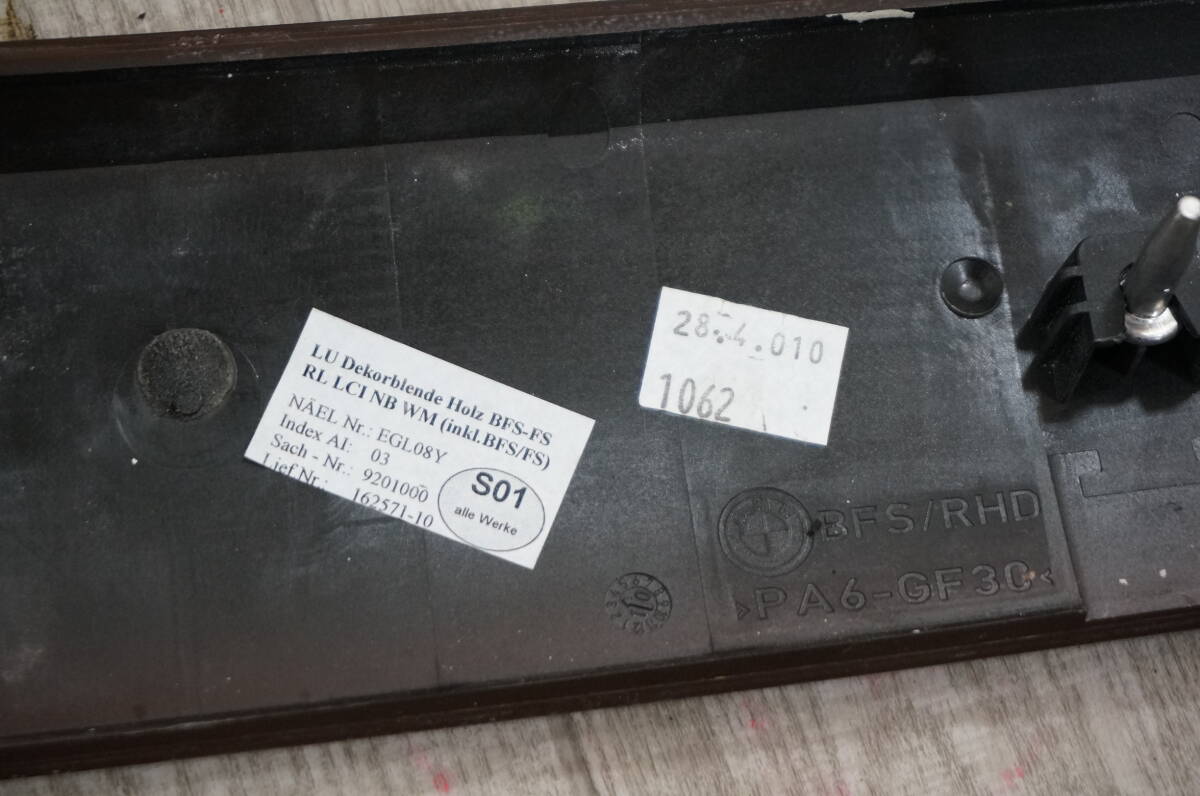 LU Dekorblende Holz BFS-FS
RL LCI NB WM (inkl.BFS/FS)
NÄEL Nr.: EGL08Y
Index AI: 03
Sach - Nr.: 9201000
Lief Nr.: 162571-10
S01
alle Werke
28.4.010
1062
BFS/RHD
>PA6-GF30<
10